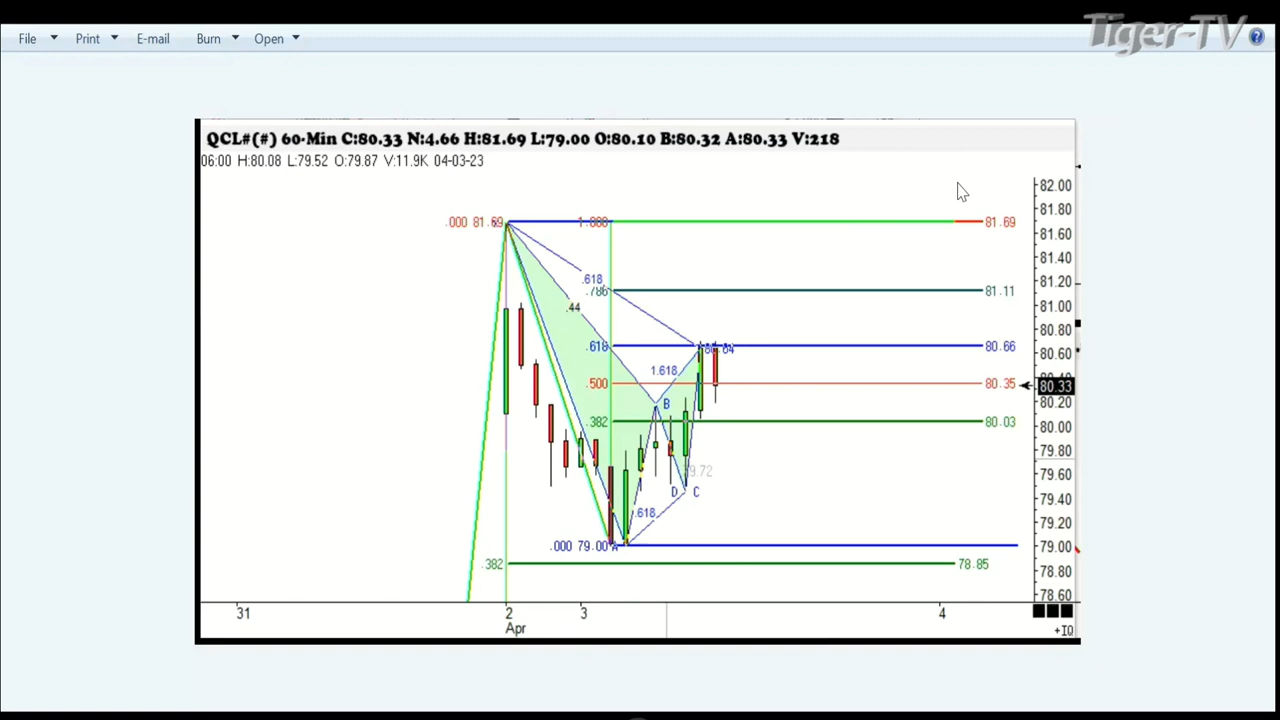 Tiger-TV
File Print E-mail Burn Open
QCL#(#) 60-Min C:80.33 N:4.66 H:81.69 L:79.00 O:80.10 B:80.32 A:80.33 V:218
06:00 H:80.08 L:79.52 O:79.87 V:11.9K 04-03-23
82.00
81.80
.000 81.69 1.000 81.69
81.60
81.40
.618 81.20
.786 81.11
.44 81.00
80.80
.618 80.66
80.60
1.618
.500 80.35 80.33
80.20
B
.382 80.03
80.00
79.80
79.60
D C
79.40
.618
79.20
.000 79.00 A 79.00
.382 78.85
78.80
78.60
31 2 3 4
Apr
+IQ